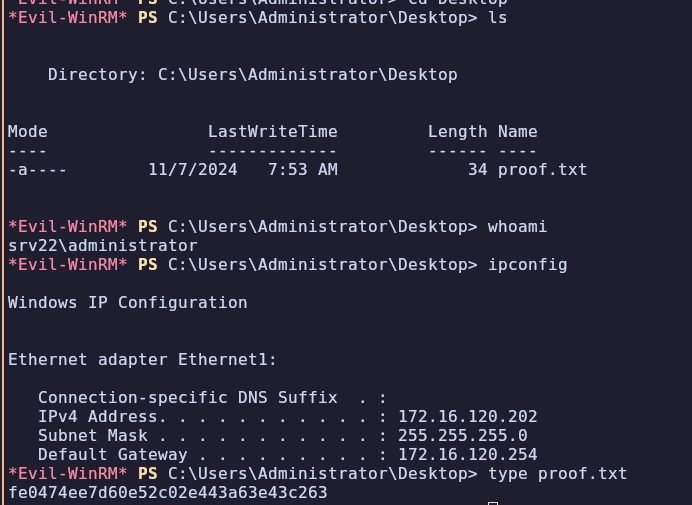 *Evil-WinRM* PS C:\Users\Administrator> cd Desktop
*Evil-WinRM* PS C:\Users\Administrator\Desktop> ls
Directory: C:\Users\Administrator\Desktop
Mode                LastWriteTime         Length Name
----                -------------         ------ ----
-a----        11/7/2024   7:53 AM             34 proof.txt
*Evil-WinRM* PS C:\Users\Administrator\Desktop> whoami
srv22\administrator
*Evil-WinRM* PS C:\Users\Administrator\Desktop> ipconfig
Windows IP Configuration
Ethernet adapter Ethernet1:
Connection-specific DNS Suffix  . :
IPv4 Address. . . . . . . . . . . : 172.16.120.202
Subnet Mask . . . . . . . . . . . : 255.255.255.0
Default Gateway . . . . . . . . . : 172.16.120.254
*Evil-WinRM* PS C:\Users\Administrator\Desktop> type proof.txt
fe0474ee7d60e52c02e443a63e43c263